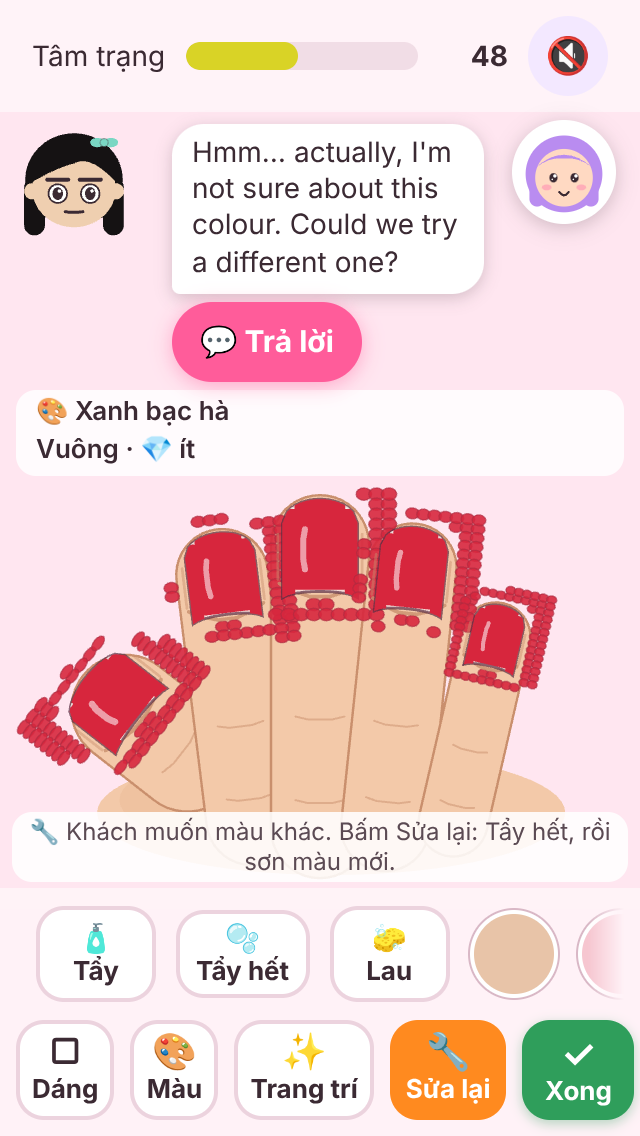 Tâm trạng
48
Hmm... actually, I'm
not sure about this
colour. Could we try
a different one?
💬 Trả lời
🎨 Xanh bạc hà
Vuông · 💎 ít
🔧 Khách muốn màu khác. Bấm Sửa lại: Tẩy hết, rồi
sơn màu mới.
Tẩy
Tẩy hết
Lau
Dáng
Màu
Trang trí
Sửa lại
Xong